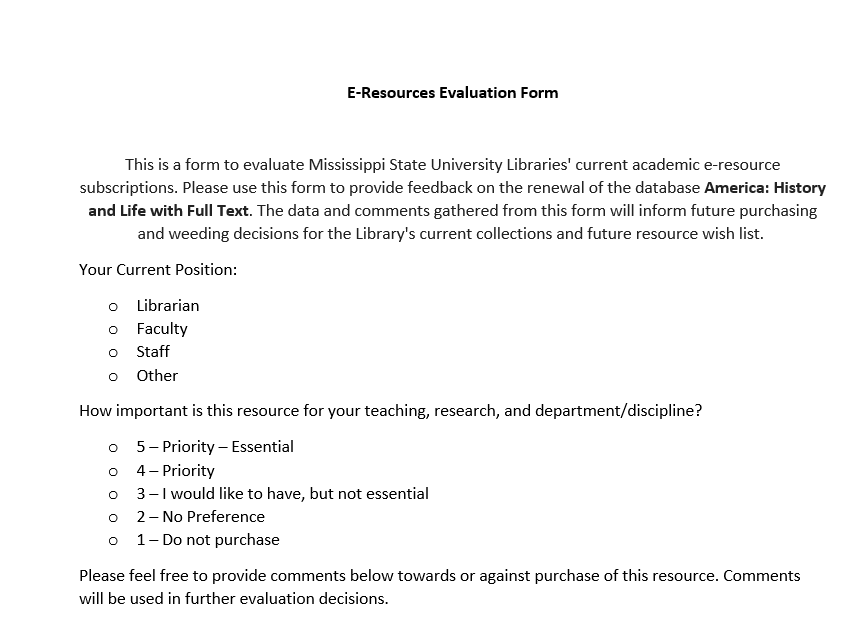 E-Resources Evaluation Form
This is a form to evaluate Mississippi State University Libraries' current academic e-resource
subscriptions. Please use this form to provide feedback on the renewal of the database America: History
and Life with Full Text. The data and comments gathered from this form will inform future purchasing
and weeding decisions for the Library's current collections and future resource wish list.
Your Current Position:
o Librarian
o Faculty
o Staff
o Other
How important is this resource for your teaching, research, and department/discipline?
o 5 – Priority – Essential
o 4 – Priority
o 3 – I would like to have, but not essential
o 2 – No Preference
o 1 – Do not purchase
Please feel free to provide comments below towards or against purchase of this resource. Comments
will be used in further evaluation decisions.